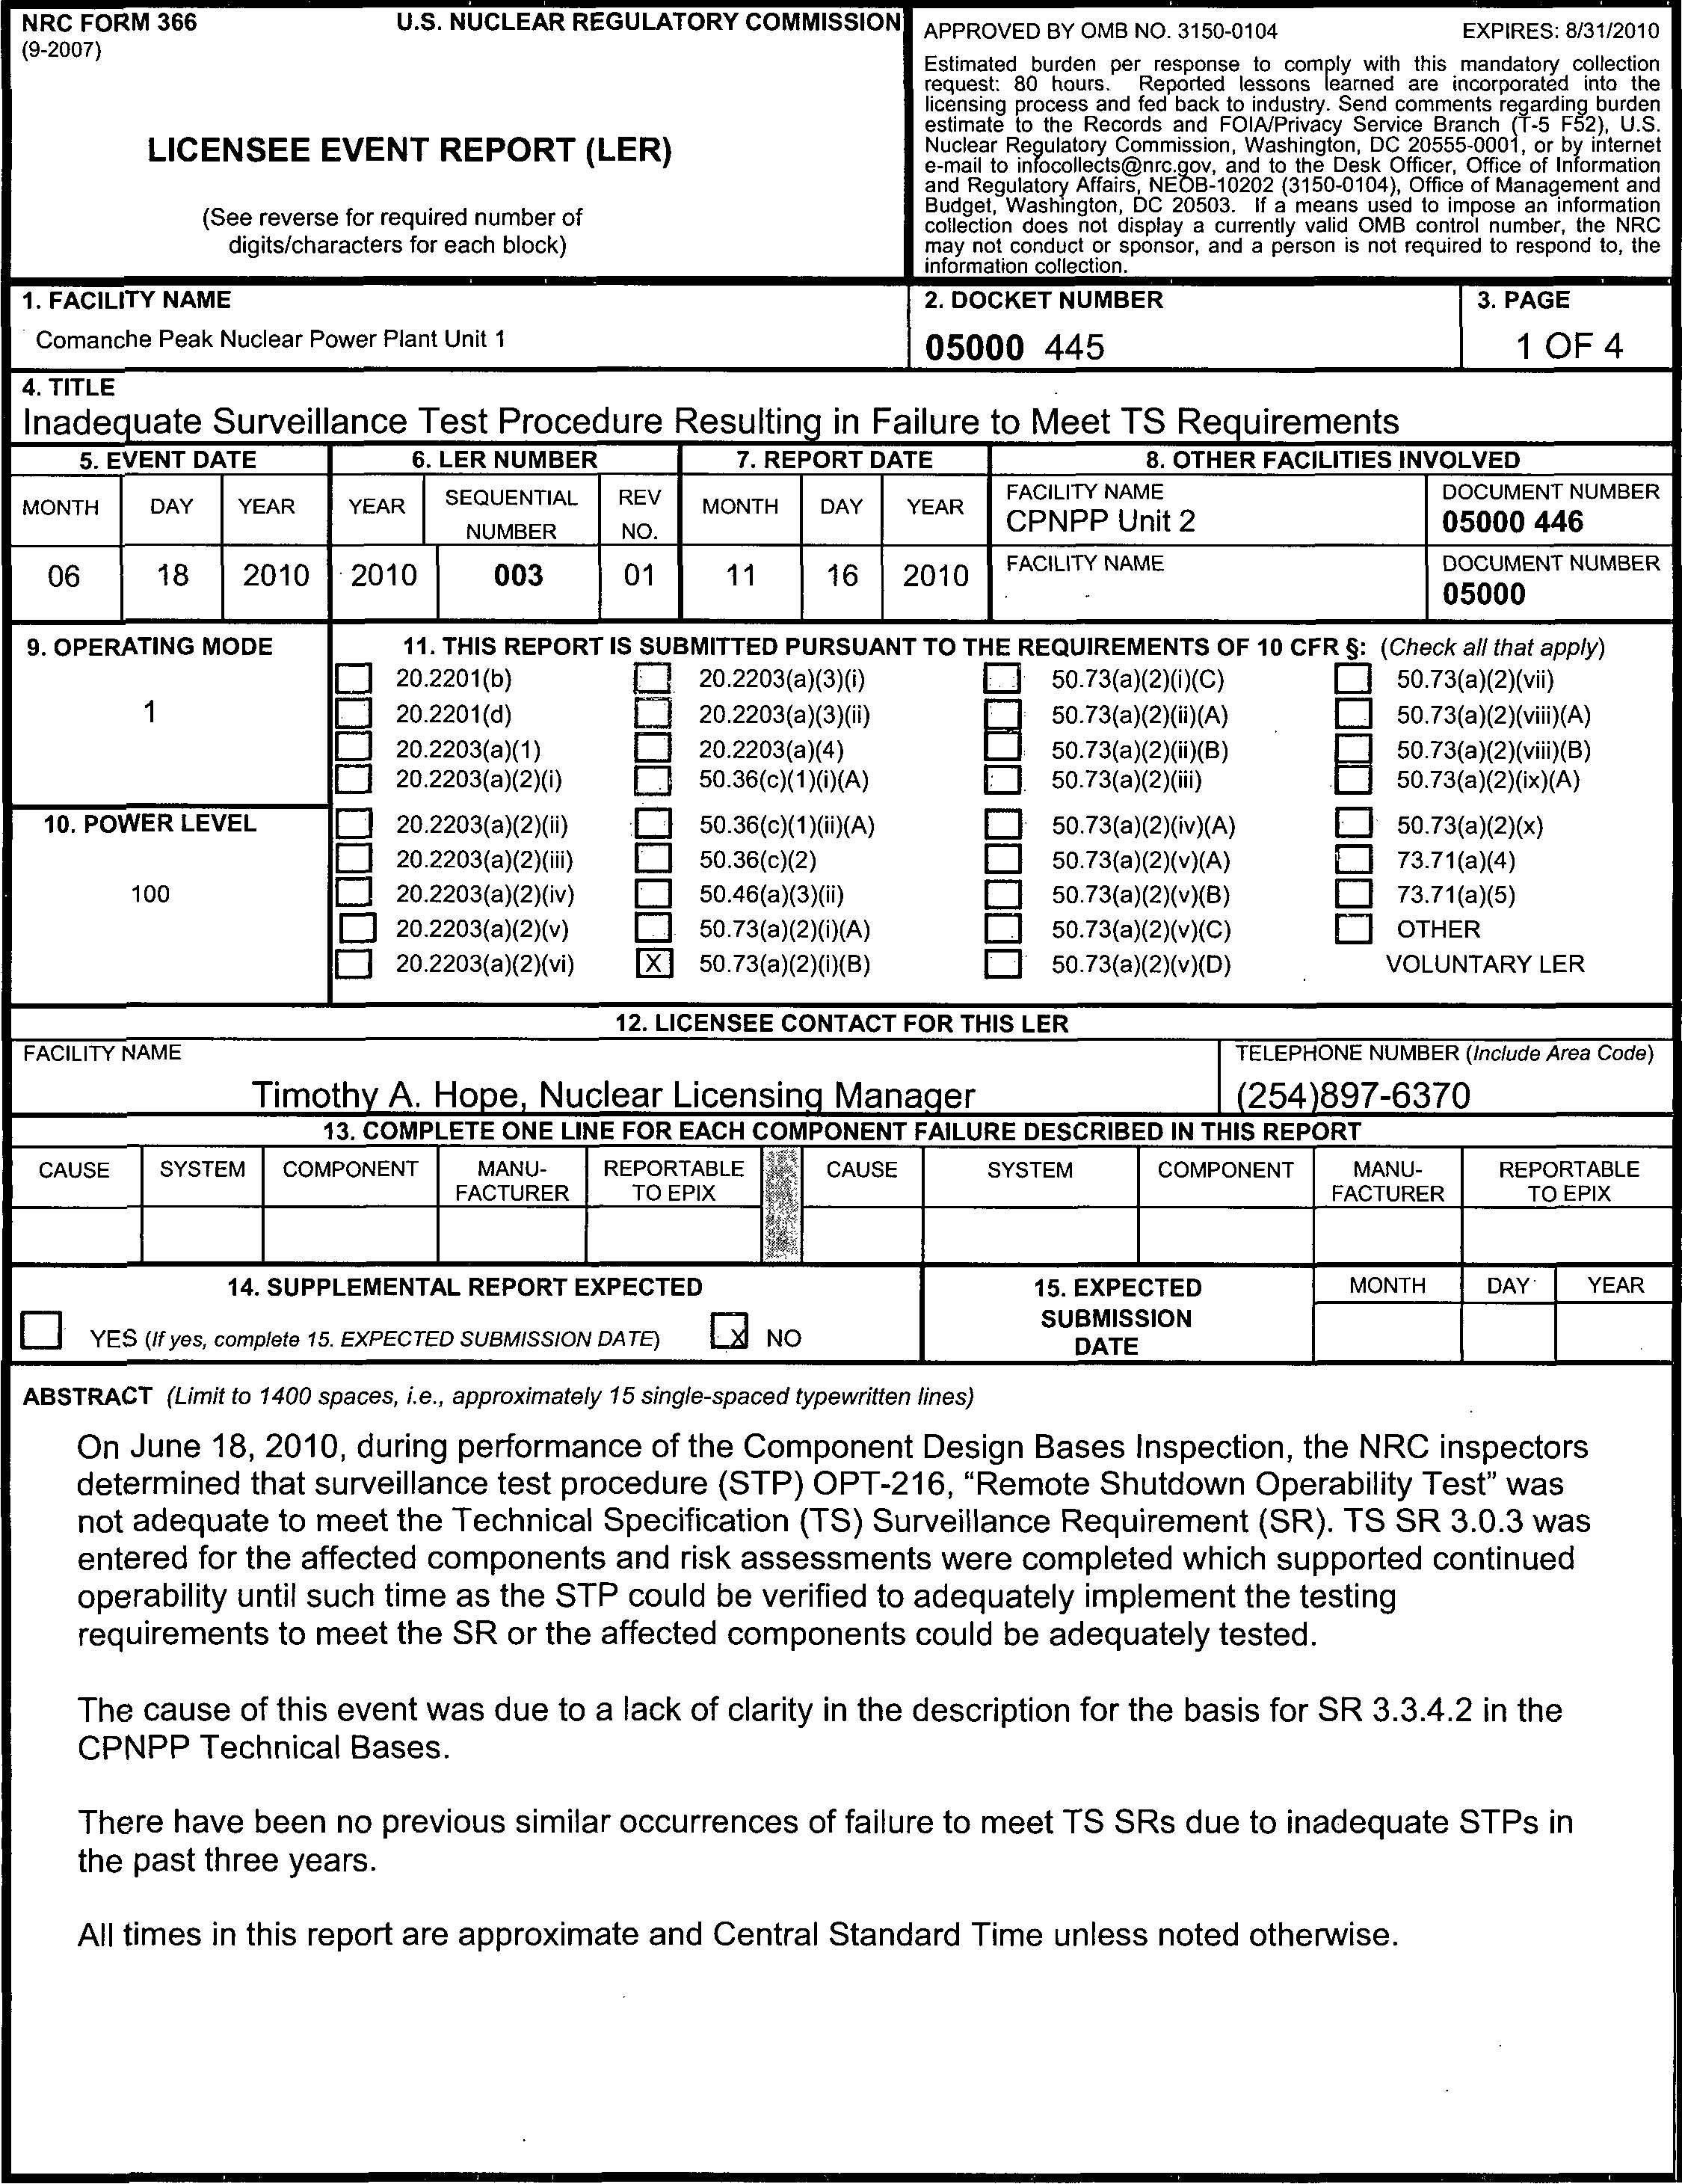 NRC FORM 366
(9-2007)
U.S. NUCLEAR REGULATORY COMMISSION
LICENSEE EVENT REPORT (LER)
(See reverse for required number of
digits/characters for each block)
APPROVED BY OMB NO. 3150-0104 EXPIRES: 8/31/2010
Estimated burden per response to comply with this mandatory collection
request: 80 hours. Reported lessons learned are incorporated into the
licensing process and fed back to industry. Send comments regarding burden
estimate to the Records and FOIA/Privacy Service Branch (T-5 F52), U.S.
Nuclear Regulatory Commission, Washington, DC 20555-0001, or by internet
e-mail to infocollects@nrc.gov, and to the Desk Officer, Office of Information
and Regulatory Affairs, NEOB-10202 (3150-0104), Office of Management and
Budget, Washington, DC 20503. If a means used to impose an information
collection does not display a currently valid OMB control number, the NRC
may not conduct or sponsor, and a person is not required to respond to, the
information collection.
1. FACILITY NAME
Comanche Peak Nuclear Power Plant Unit 1
2. DOCKET NUMBER
05000 445
3. PAGE
1 OF 4
4. TITLE
Inadequate Surveillance Test Procedure Resulting in Failure to Meet TS Requirements
5. EVENT DATE 6. LER NUMBER 7. REPORT DATE 8. OTHER FACILITIES INVOLVED
MONTH DAY YEAR YEAR SEQUENTIAL NUMBER REV NO. MONTH DAY YEAR
FACILITY NAME DOCUMENT NUMBER
CPNPP Unit 2 05000 446
06 18 2010 2010 003 01 11 16 2010
FACILITY NAME DOCUMENT NUMBER
05000
9. OPERATING MODE
1
10. POWER LEVEL
100
11. THIS REPORT IS SUBMITTED PURSUANT TO THE REQUIREMENTS OF 10 CFR §: (Check all that apply)
20.2201(b) 20.2203(a)(3)(i) 50.73(a)(2)(i)(C) 50.73(a)(2)(vii)
20.2201(d) 20.2203(a)(3)(ii) 50.73(a)(2)(ii)(A) 50.73(a)(2)(viii)(A)
20.2203(a)(1) 20.2203(a)(4) 50.73(a)(2)(ii)(B) 50.73(a)(2)(viii)(B)
20.2203(a)(2)(i) 50.36(c)(1)(i)(A) 50.73(a)(2)(iii) 50.73(a)(2)(ix)(A)
20.2203(a)(2)(ii) 50.36(c)(1)(ii)(A) 50.73(a)(2)(iv)(A) 50.73(a)(2)(x)
20.2203(a)(2)(iii) 50.36(c)(2) 50.73(a)(2)(v)(A) 73.71(a)(4)
20.2203(a)(2)(iv) 50.46(a)(3)(ii) 50.73(a)(2)(v)(B) 73.71(a)(5)
20.2203(a)(2)(v) 50.73(a)(2)(i)(A) 50.73(a)(2)(v)(C) OTHER
20.2203(a)(2)(vi) X 50.73(a)(2)(i)(B) 50.73(a)(2)(v)(D) VOLUNTARY LER
12. LICENSEE CONTACT FOR THIS LER
FACILITY NAME TELEPHONE NUMBER (Include Area Code)
Timothy A. Hope, Nuclear Licensing Manager (254)897-6370
13. COMPLETE ONE LINE FOR EACH COMPONENT FAILURE DESCRIBED IN THIS REPORT
CAUSE SYSTEM COMPONENT MANU- REPORTABLE CAUSE SYSTEM COMPONENT MANU- REPORTABLE
FACTURER TO EPIX FACTURER TO EPIX
14. SUPPLEMENTAL REPORT EXPECTED
YES (If yes, complete 15. EXPECTED SUBMISSION DATE) X NO
15. EXPECTED
SUBMISSION
DATE
MONTH DAY YEAR
ABSTRACT (Limit to 1400 spaces, i.e., approximately 15 single-spaced typewritten lines)
On June 18, 2010, during performance of the Component Design Bases Inspection, the NRC inspectors
determined that surveillance test procedure (STP) OPT-216, “Remote Shutdown Operability Test” was
not adequate to meet the Technical Specification (TS) Surveillance Requirement (SR). TS SR 3.0.3 was
entered for the affected components and risk assessments were completed which supported continued
operability until such time as the STP could be verified to adequately implement the testing
requirements to meet the SR or the affected components could be adequately tested.
The cause of this event was due to a lack of clarity in the description for the basis for SR 3.3.4.2 in the
CPNPP Technical Bases.
There have been no previous similar occurrences of failure to meet TS SRs due to inadequate STPs in
the past three years.
All times in this report are approximate and Central Standard Time unless noted otherwise.